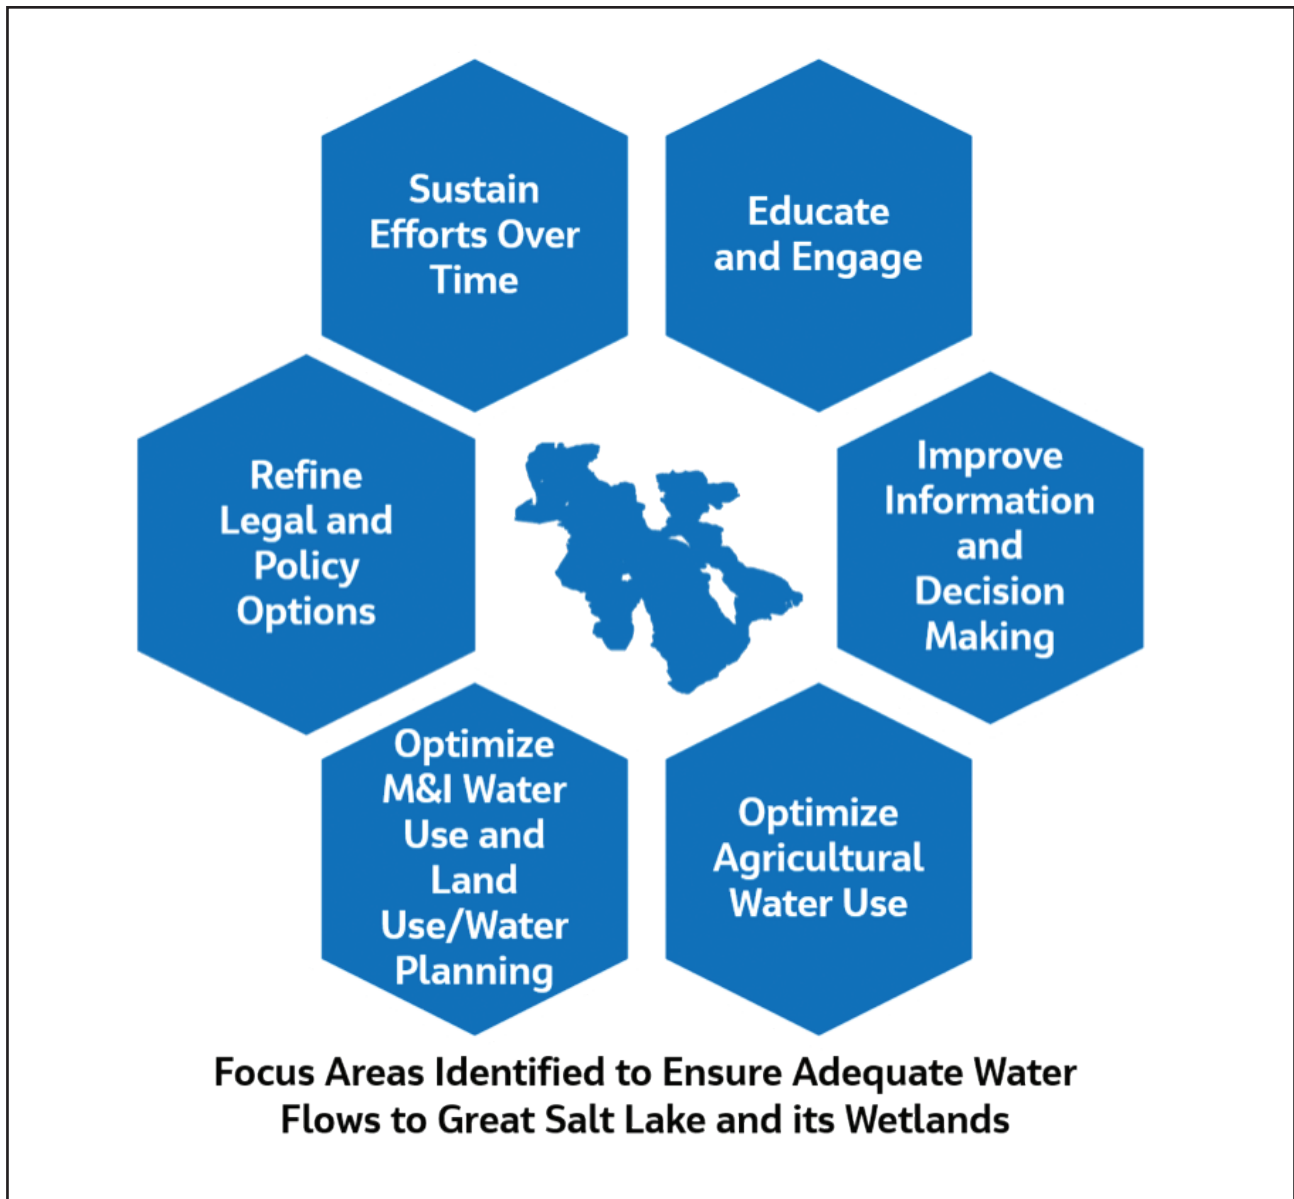 Sustain
Efforts Over
Time
Educate
and Engage
Refine
Legal and
Policy
Options
Improve
Information
and
Decision
Making
Optimize
M&I Water
Use and
Land
Use/Water
Planning
Optimize
Agricultural
Water Use
Focus Areas Identified to Ensure Adequate Water
Flows to Great Salt Lake and its Wetlands